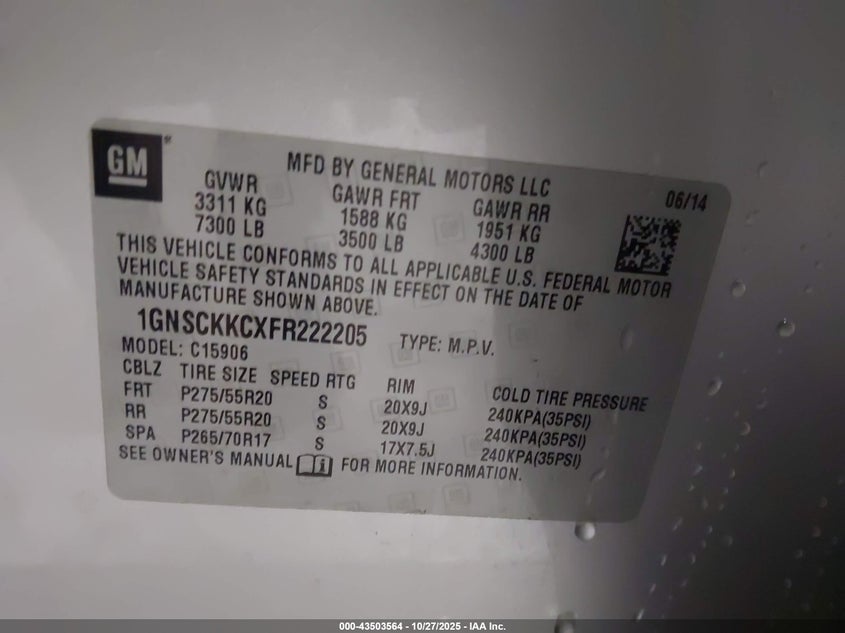 GM
MFD BY GENERAL MOTORS LLC
06/14
GVWR GAWR FRT GAWR RR
3311 KG 1588 KG 1951 KG
7300 LB 3500 LB 4300 LB
THIS VEHICLE CONFORMS TO ALL APPLICABLE U.S. FEDERAL MOTOR
VEHICLE SAFETY STANDARDS IN EFFECT ON THE DATE OF
MANUFACTURE SHOWN ABOVE.
1GNSCKKCXFR222205 TYPE: M.P.V.
MODEL: C15906
CBLZ TIRE SIZE SPEED RTG RIM COLD TIRE PRESSURE
FRT P275/55R20 S 20X9J 240KPA(35PSI)
RR P275/55R20 S 20X9J 240KPA(35PSI)
SPA P265/70R17 S 17X7.5J 240KPA(35PSI)
SEE OWNER'S MANUAL FOR MORE INFORMATION.
000-43503564 - 10/27/2025 - IAA Inc.